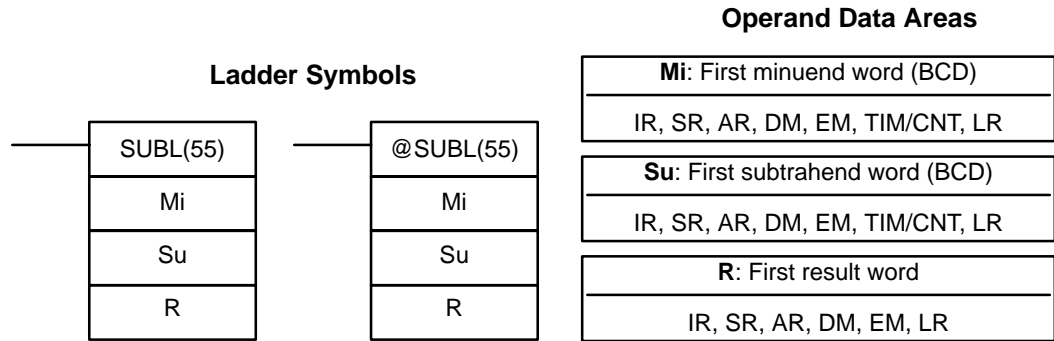 Ladder Symbols
SUBL(55)
Mi
Su
R
@SUBL(55)
Mi
Su
R
Operand Data Areas
Mi: First minuend word (BCD)
IR, SR, AR, DM, EM, TIM/CNT, LR
Su: First subtrahend word (BCD)
IR, SR, AR, DM, EM, TIM/CNT, LR
R: First result word
IR, SR, AR, DM, EM, LR